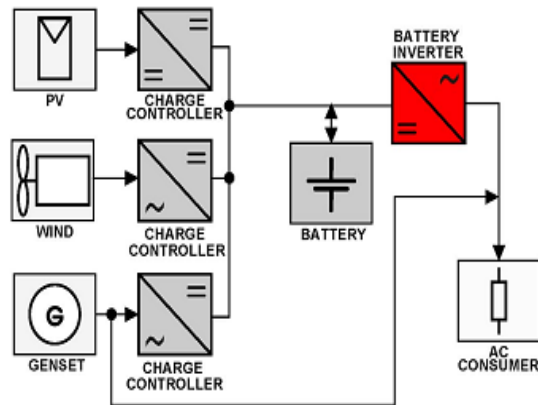 PV
CHARGE
CONTROLLER
BATTERY
INVERTER
WIND
CHARGE
CONTROLLER
BATTERY
G
GENSET
CHARGE
CONTROLLER
AC
CONSUMER